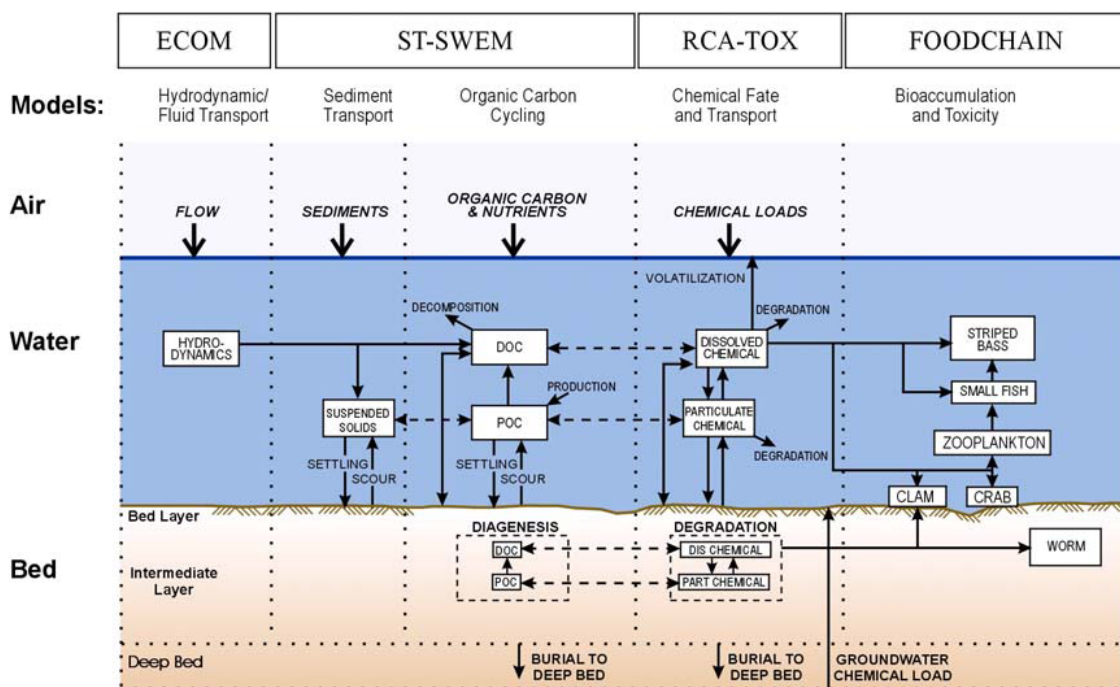 ECOM
ST-SWEM
RCA-TOX
FOODCHAIN
Models:
Hydrodynamic/
Fluid Transport
Sediment
Transport
Organic Carbon
Cycling
Chemical Fate
and Transport
Bioaccumulation
and Toxicity
Air
FLOW
SEDIMENTS
ORGANIC CARBON
& NUTRIENTS
CHEMICAL LOADS
Water
VOLATILIZATION
DECOMPOSITION
DEGRADATION
HYDRO-
DYNAMICS
DOC
DISSOLVED
CHEMICAL
STRIPED
BASS
PRODUCTION
SMALL FISH
SUSPENDED
SOLIDS
POC
PARTICULATE
CHEMICAL
ZOOPLANKTON
DEGRADATION
SETTLING
SCOUR
SETTLING
SCOUR
CLAM
CRAB
Bed
Bed Layer
DIAGENESIS
DEGRADATION
DOC
DIS CHEMICAL
WORM
Intermediate
Layer
POC
PART CHEMICAL
Deep Bed
BURIAL TO
DEEP BED
BURIAL TO
DEEP BED
GROUNDWATER
CHEMICAL LOAD